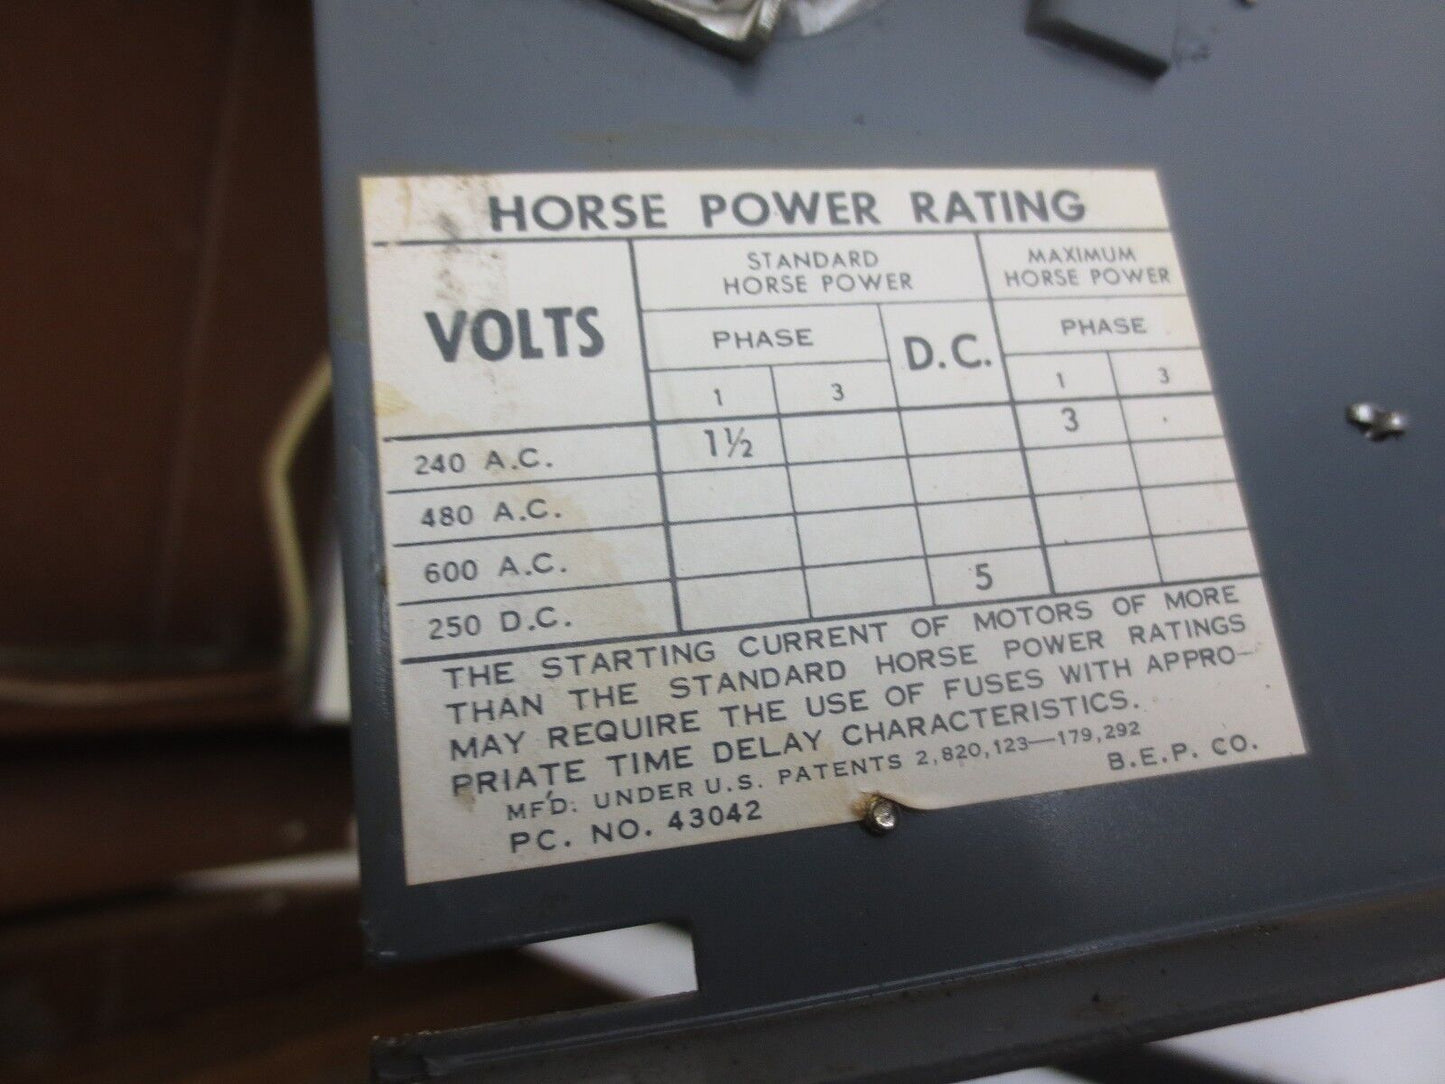 HORSE POWER RATING
VOLTS
STANDARD
HORSE POWER
MAXIMUM
HORSE POWER
PHASE
D.C.
PHASE
1 3 1 3
240 A.C. 1½ 3
480 A.C.
600 A.C.
250 D.C. 5
THE STARTING CURRENT OF MOTORS OF MORE
THAN THE STANDARD HORSE POWER RATINGS
MAY REQUIRE THE USE OF FUSES WITH APPRO-
PRIATE TIME DELAY CHARACTERISTICS.
MF'D. UNDER U.S. PATENTS 2,820,123—179,292
PC. NO. 43042 B.E.P. CO.